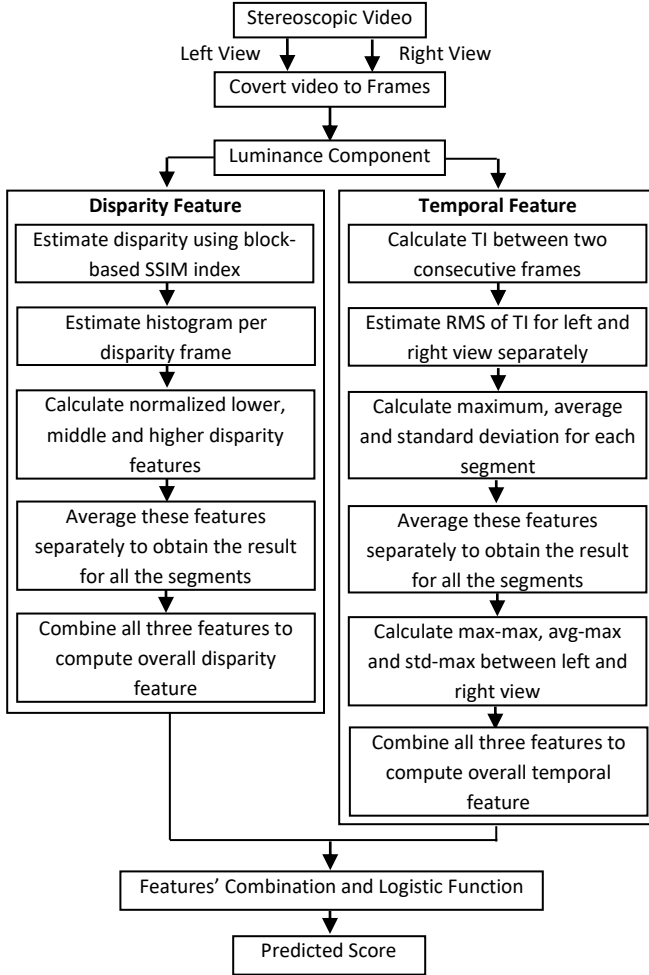 Stereoscopic Video
Left View
Right View
Covert video to Frames
Luminance Component
Disparity Feature
Estimate disparity using block-
based SSIM index
Estimate histogram per
disparity frame
Calculate normalized lower,
middle and higher disparity
features
Average these features
separately to obtain the result
for all the segments
Combine all three features to
compute overall disparity
feature
Temporal Feature
Calculate TI between two
consecutive frames
Estimate RMS of TI for left and
right view separately
Calculate maximum, average
and standard deviation for each
segment
Average these features
separately to obtain the result
for all the segments
Calculate max-max, avg-max
and std-max between left and
right view
Combine all three features to
compute overall temporal
feature
Features’ Combination and Logistic Function
Predicted Score